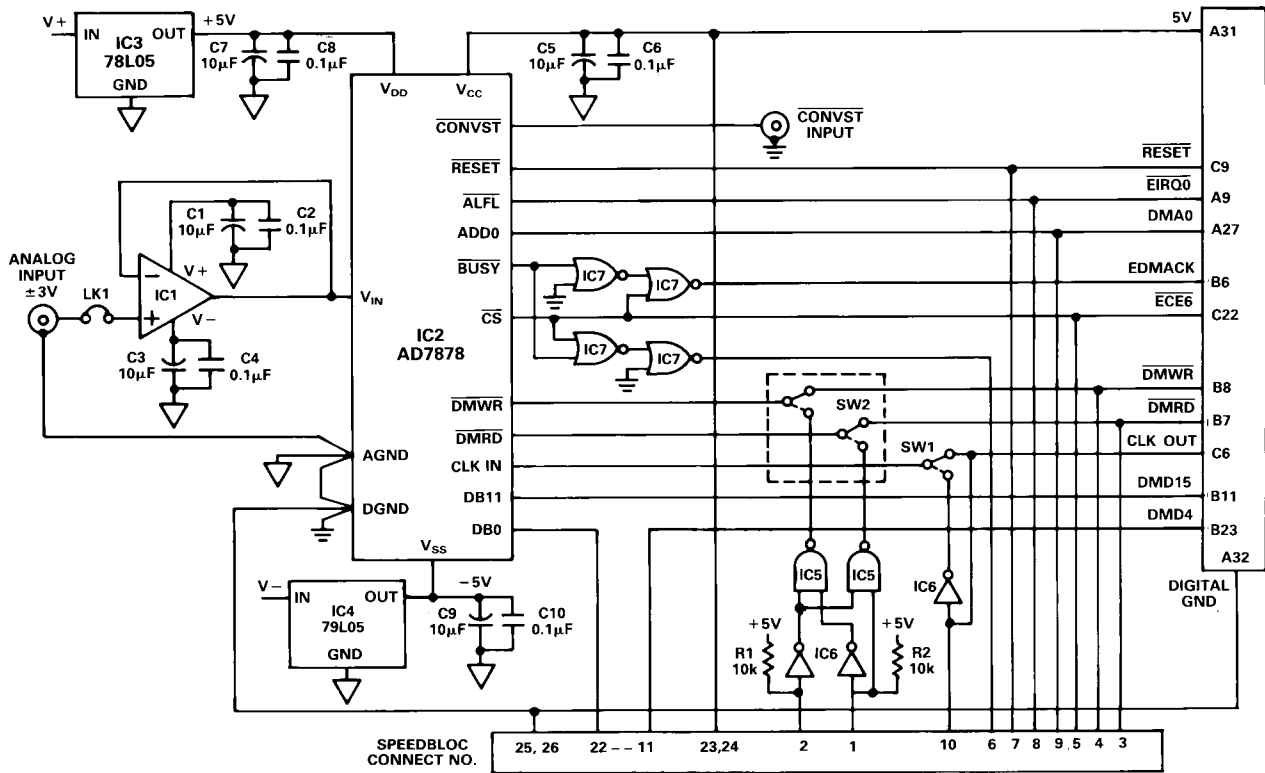 V+
IN
IC3
78L05
OUT
GND
+5V
C7
10μF
C8
0.1μF
C5
10μF
C6
0.1μF
5V
A31
VDD
VCC
CONVST
CONVST
INPUT
RESET
RESET
C9
ALFL
EIRQ0
A9
ADD0
DMA0
A27
BUSY
IC7
IC7
EDMACK
B6
CS
ECE6
C22
IC7
IC7
C1
10μF
C2
0.1μF
ANALOG
INPUT
±3V
LK1
V+
IC1
V−
VIN
IC2
AD7878
C3
10μF
C4
0.1μF
DMWR
SW2
DMWR
B8
DMRD
DMRD
B7
CLK IN
SW1
CLK OUT
C6
AGND
DB11
DMD15
B11
DGND
DB0
DMD4
B23
VSS
A32
DIGITAL
GND
V−
IN
IC4
79L05
OUT
GND
−5V
C9
10μF
C10
0.1μF
IC5
IC5
IC6
+5V
R1
10k
IC6
+5V
R2
10k
SPEEDBLOC
CONNECT NO.
25, 26 22 – – 11 23,24 2 1 10 6 7 8 9 5 4 3